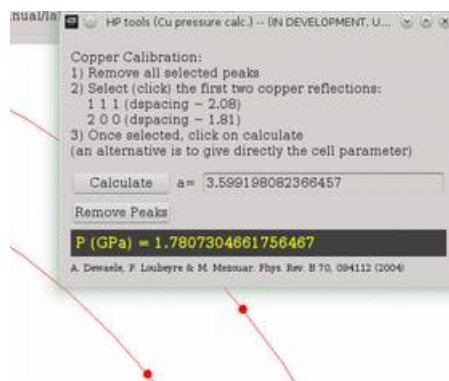 nual/la
HP tools (Cu pressure calc.) -- (IN DEVELOPMENT, U...
Copper Calibration:
1) Remove all selected peaks
2) Select (click) the first two copper reflections:
1 1 1 (dspacing ~ 2.08)
2 0 0 (dspacing ~ 1.81)
3) Once selected, click on calculate
(an alternative is to give directly the cell parameter)
Calculate a= 3.599198082366457
Remove Peaks
P (GPa) = 1.7807304661756467
A. Dewaele, P. Loubeyre & M. Mezouar. Phys. Rev. B 70, 094112 (2004)